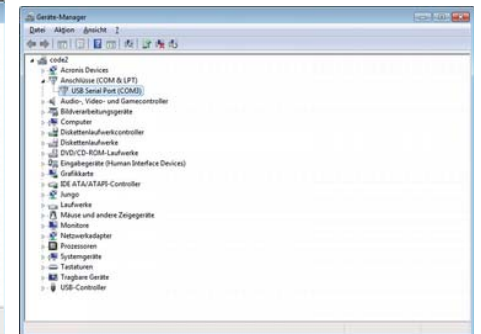 Geräte-Manager
Datei Aktion Ansicht ?
code2
Acronis Devices
Anschlüsse (COM & LPT)
USB Serial Port (COM3)
Audio-, Video- und Gamecontroller
Bildverarbeitungsgeräte
Computer
Diskettenlaufwerkcontroller
Diskettenlaufwerke
DVD/CD-ROM-Laufwerke
Eingabegeräte (Human Interface Devices)
Grafikkarte
IDE ATA/ATAPI-Controller
Jungo
Laufwerke
Mäuse und andere Zeigegeräte
Monitore
Netzwerkadapter
Prozessoren
Systemgeräte
Tastaturen
Tragbare Geräte
USB-Controller